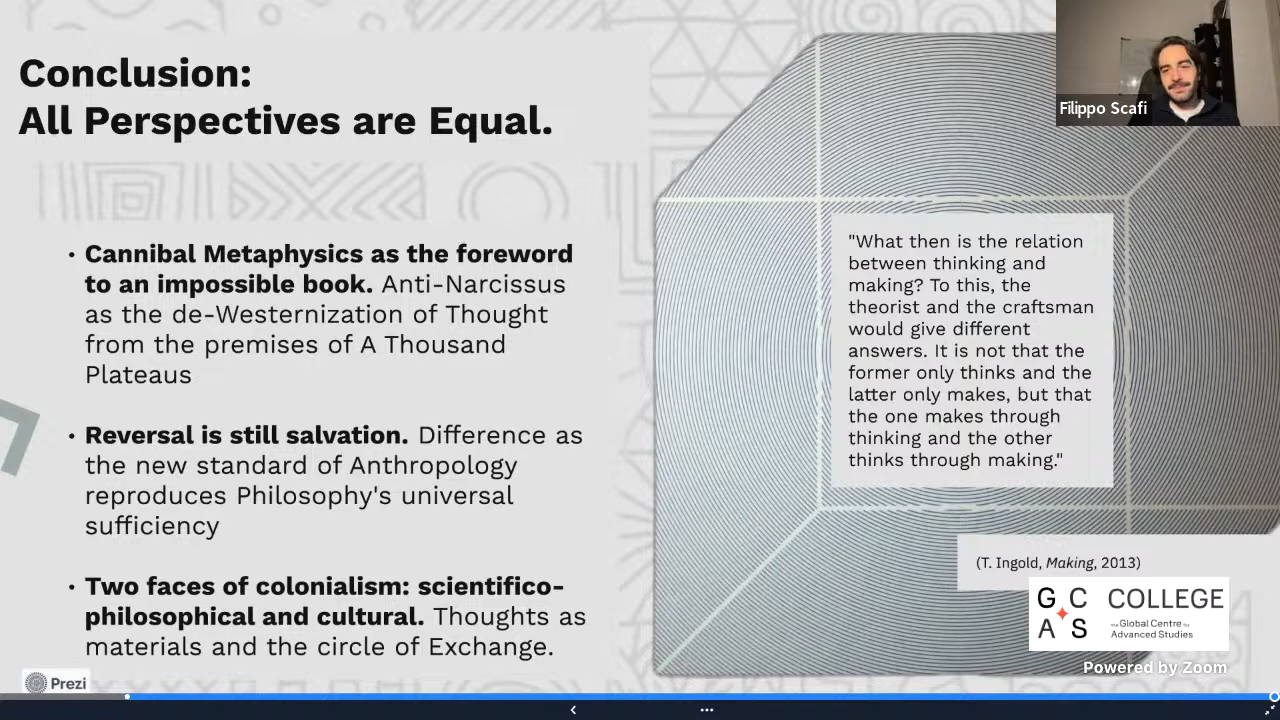 Conclusion:
All Perspectives are Equal.
• Cannibal Metaphysics as the foreword
to an impossible book. Anti-Narcissus
as the de-Westernization of Thought
from the premises of A Thousand
Plateaus
• Reversal is still salvation. Difference as
the new standard of Anthropology
reproduces Philosophy's universal
sufficiency
• Two faces of colonialism: scientifico-
philosophical and cultural. Thoughts as
materials and the circle of Exchange.
"What then is the relation
between thinking and
making? To this, the
theorist and the craftsman
would give different
answers. It is not that the
former only thinks and the
latter only makes, but that
the one makes through
thinking and the other
thinks through making."
(T. Ingold, Making, 2013)
Filippo Scafi
G C
A S
COLLEGE
the Global Centre for
Advanced Studies
Powered by Zoom
Prezi